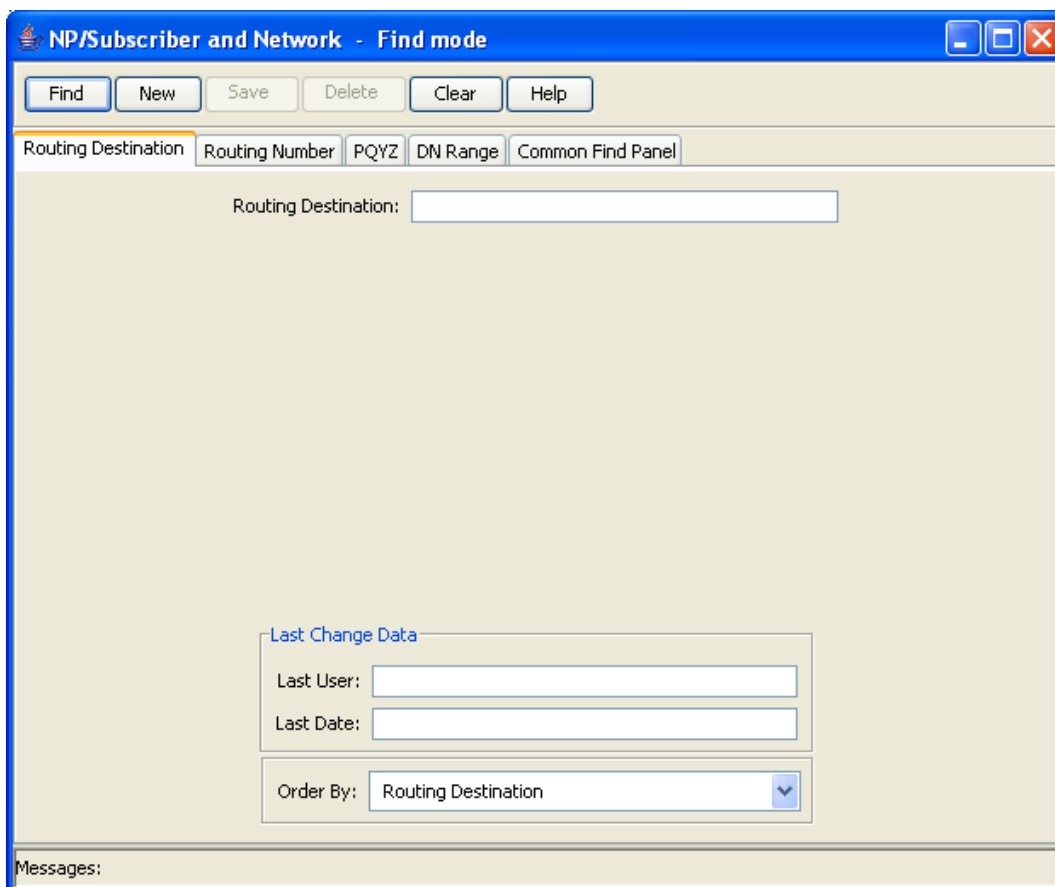 NP/Subscriber and Network - Find mode
Find New Save Delete Clear Help
Routing Destination Routing Number PQYZ DN Range Common Find Panel
Routing Destination:
Last Change Data
Last User:
Last Date:
Order By: Routing Destination
Messages: